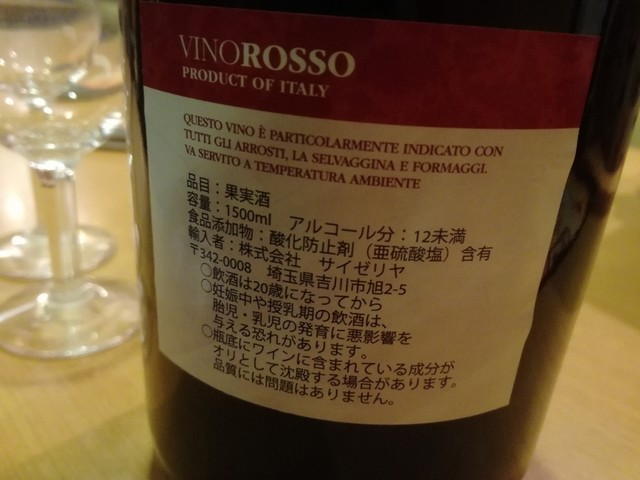 VINOROSSO
PRODUCT OF ITALY
QUESTO VINO È PARTICOLARMENTE INDICATO CON
TUTTI GLI ARROSTI, LA SELVAGGINA E FORMAGGI.
VA SERVITO A TEMPERATURA AMBIENTE
品目：果実酒
容量：1500ml　アルコール分：12未満
食品添加物：酸化防止剤（亜硫酸塩）含有
輸入者：株式会社　サイゼリヤ
〒342-0008　埼玉県吉川市旭2-5
○飲酒は20歳になってから
○妊娠中や授乳期の飲酒は、
胎児・乳児の発育に悪影響を
与える恐れがあります。
○瓶底にワインに含まれている成分が
オリとして沈殿する場合があります。
品質には問題はありません。